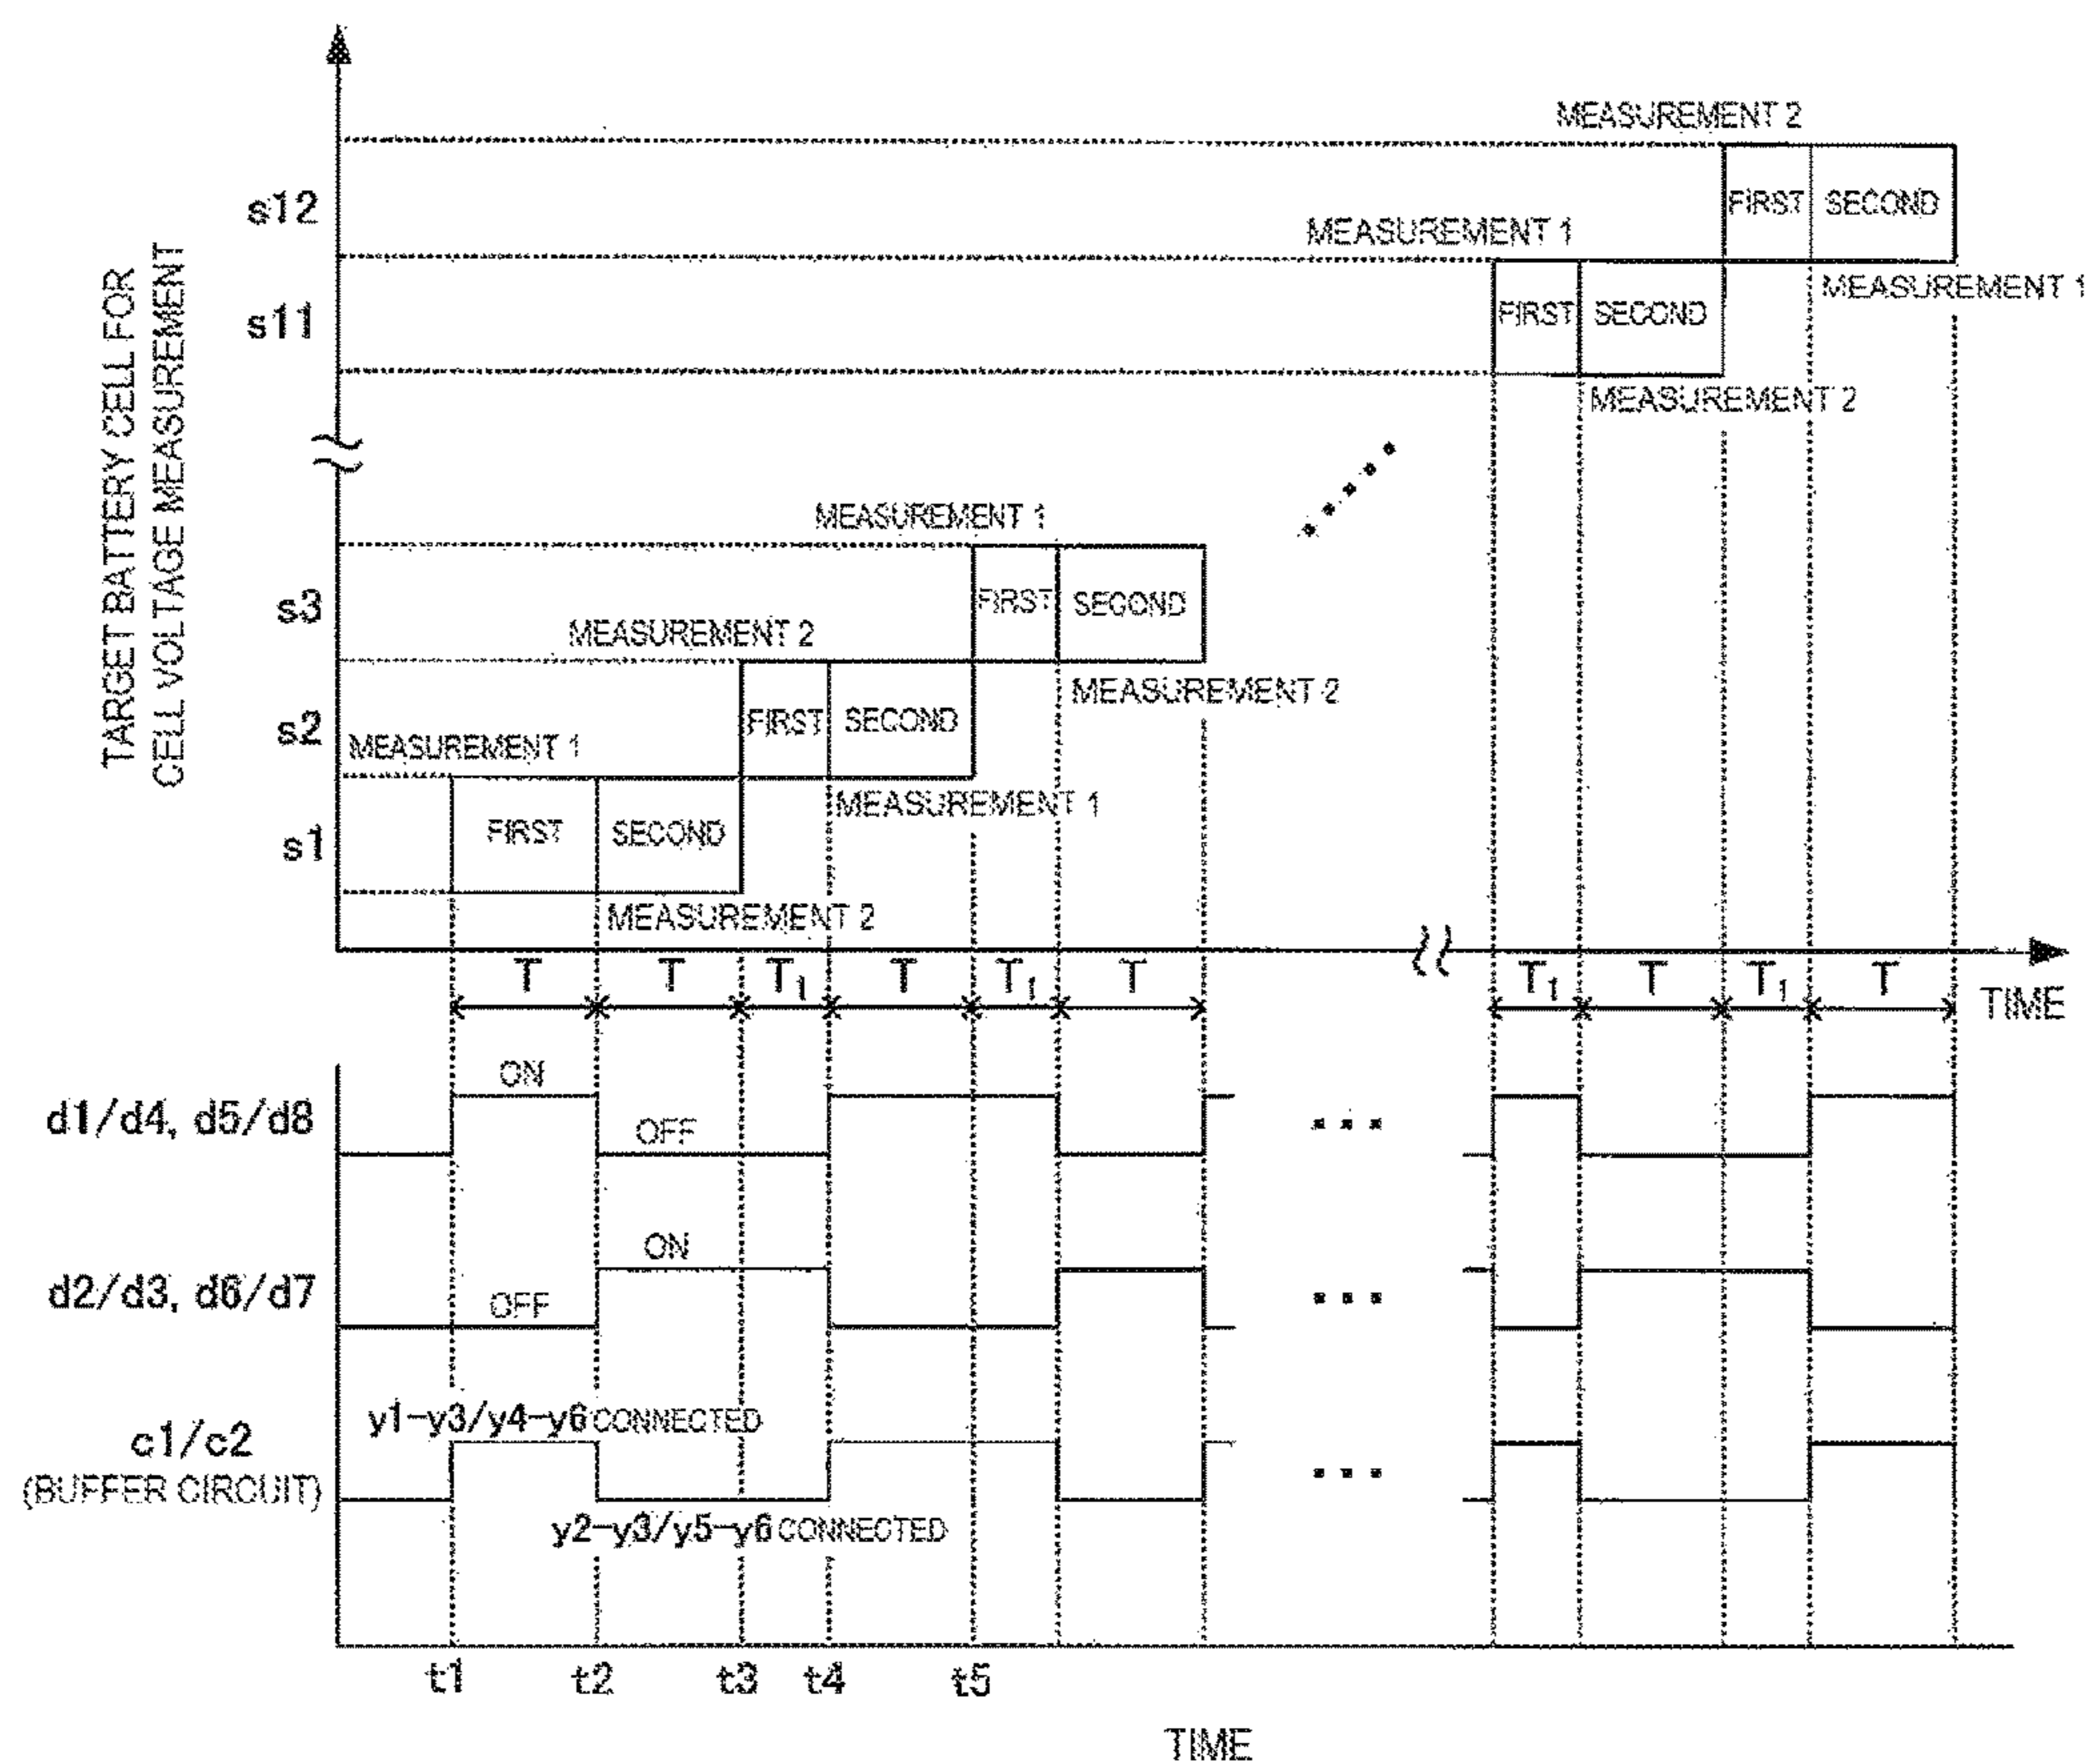 MEASUREMENT 2
s12
FIRST
SECOND
MEASUREMENT 1
MEASUREMENT 1
s11
FIRST
SECOND
MEASUREMENT 2
TARGET BATTERY CELL FOR
CELL VOLTAGE MEASUREMENT
MEASUREMENT 1
s3
FIRST
SECOND
MEASUREMENT 2
MEASUREMENT 2
s2
FIRST
SECOND
MEASUREMENT 1
MEASUREMENT 1
s1
FIRST
SECOND
MEASUREMENT 2
T T T1 T T1 T T1 T T1 T
TIME
ON
d1/d4, d5/d8
OFF
ON
d2/d3, d6/d7
OFF
y1-y3/y4-y6 CONNECTED
c1/c2
(BUFFER CIRCUIT)
y2-y3/y5-y6 CONNECTED
t1 t2 t3 t4 t5
TIME